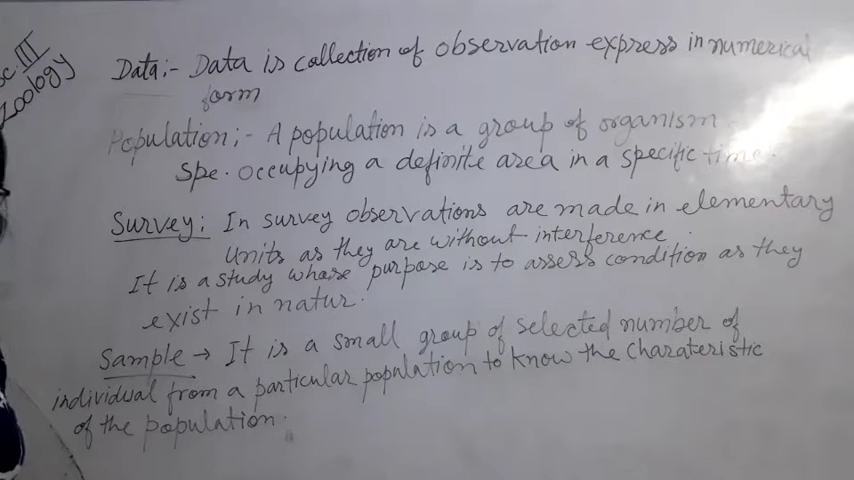 sc. III
Zoology
Data:- Data is collection of observation express in numerical
form
Population:- A population is a group of organism
Spe. occupying a definite area in a specific time.
Survey: In survey observations are made in elementary
Units as they are without interference.
It is a study whose purpose is to assess condition as they
exist in natur.
Sample → It is a small group of selected number of
individual from a particular population to know the charateristic
of the population.